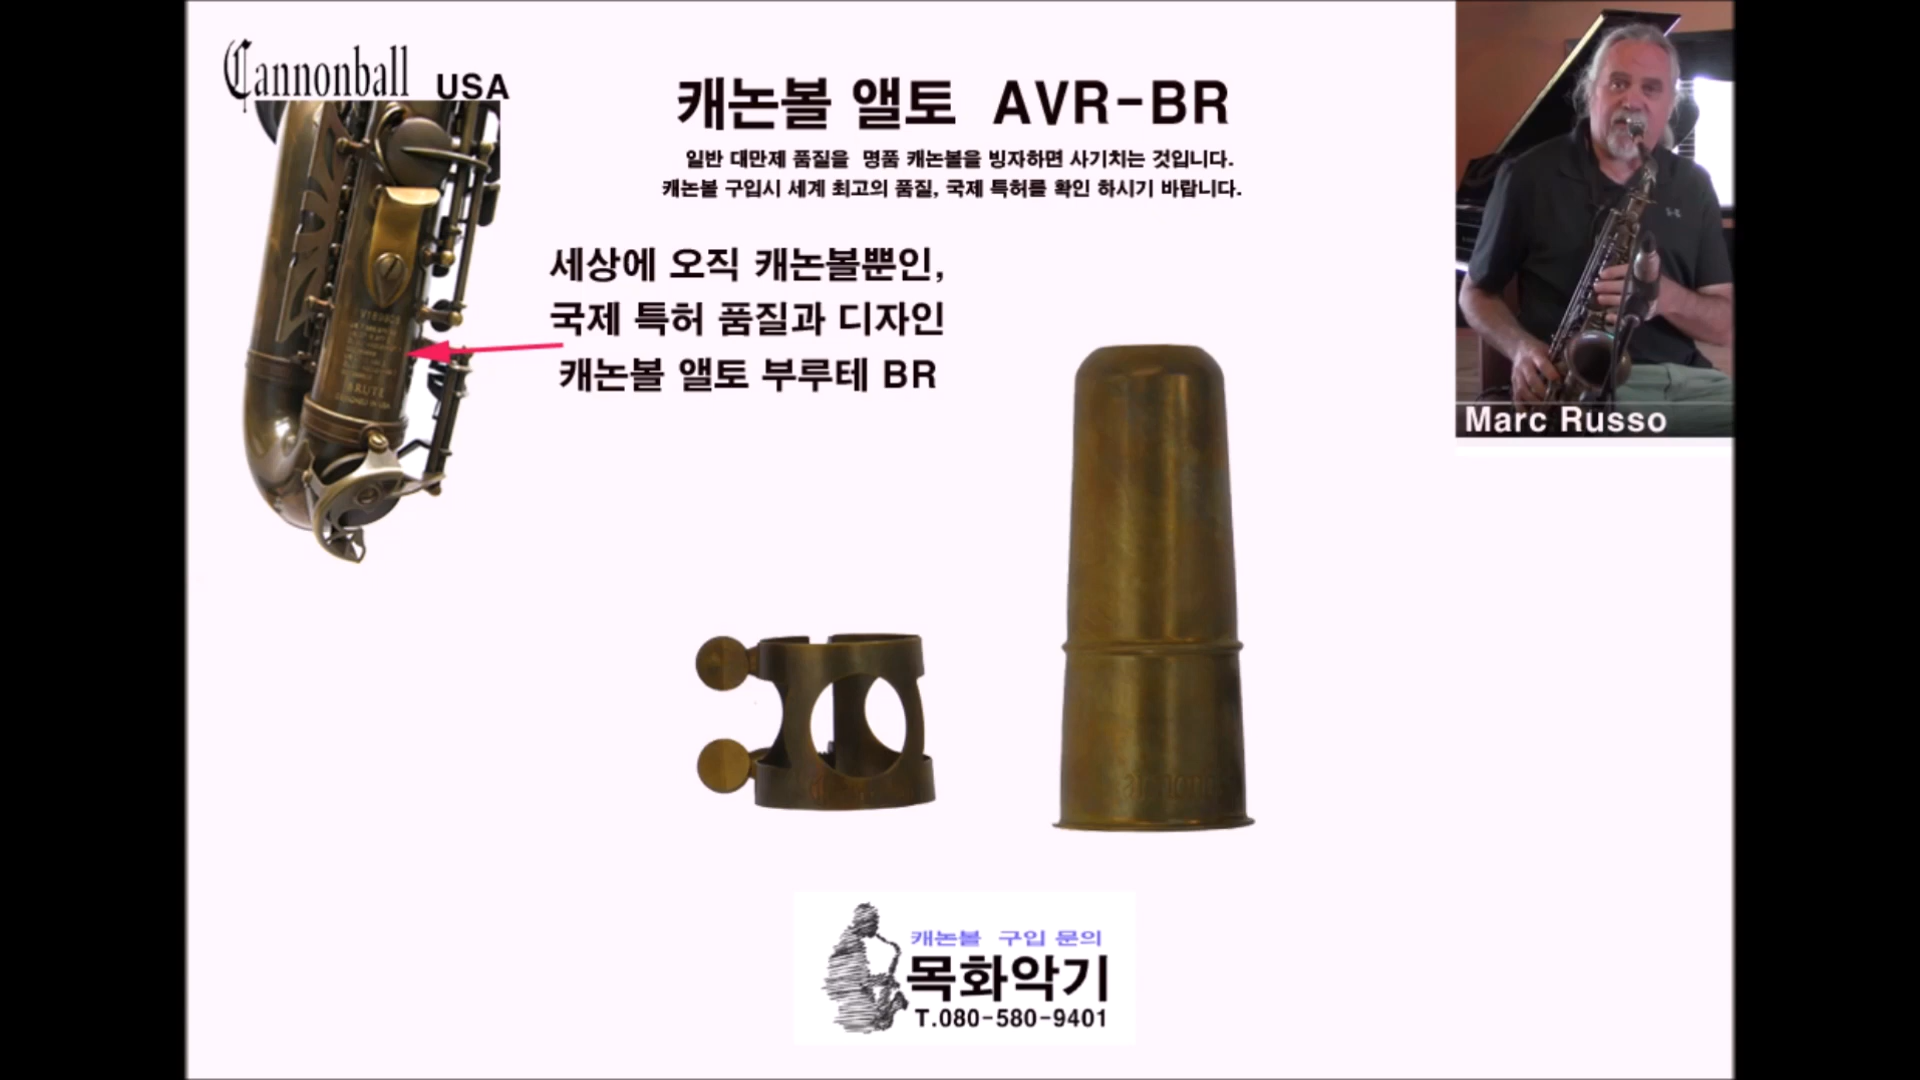 Cannonball USA
캐논볼 앨토 AVR-BR
일반 대만제 품질을 명품 캐논볼을 빙자하면 사기치는 것입니다.
캐논볼 구입시 세계 최고의 품질, 국제 특허를 확인 하시기 바랍니다.
세상에 오직 캐논볼뿐인,
국제 특허 품질과 디자인
캐논볼 앨토 부루테 BR
BRUTE
Marc Russo
캐논볼 구입 문의
목화악기
T.080-580-9401